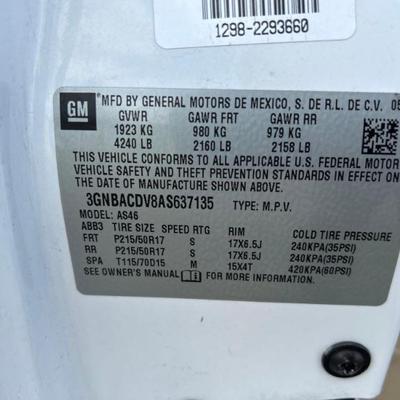 1298-2293660
GM
MFD BY GENERAL MOTORS DE MEXICO, S. DE R.L. DE C.V. 05
GVWR GAWR FRT GAWR RR
1923 KG 980 KG 979 KG
4240 LB 2160 LB 2158 LB
THIS VEHICLE CONFORMS TO ALL APPLICABLE U.S. FEDERAL MOTOR
VEHICLE SAFETY AND THEFT PREVENTION STANDARDS IN EFFECT ON THE
DATE OF MANUFACTURE SHOWN ABOVE.
3GNBACDV8AS637135 TYPE: M.P.V.
MODEL: AS46
ABB3 TIRE SIZE SPEED RTG RIM COLD TIRE PRESSURE
FRT P215/50R17 S 17X6.5J 240KPA(35PSI)
RR P215/50R17 S 17X6.5J 240KPA(35PSI)
SPA T115/70D15 M 15X4T 420KPA(60PSI)
SEE OWNER'S MANUAL FOR ADDITIONAL INFORMATION